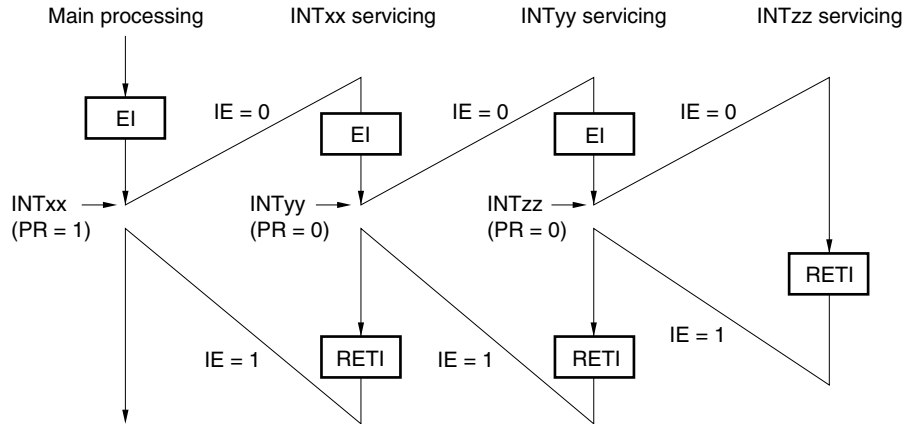 Main processing
INTxx servicing
INTyy servicing
INTzz servicing
EI
IE = 0
EI
IE = 0
EI
IE = 0
INTxx
(PR = 1)
INTyy
(PR = 0)
INTzz
(PR = 0)
RETI
IE = 1
RETI
IE = 1
RETI
IE = 1